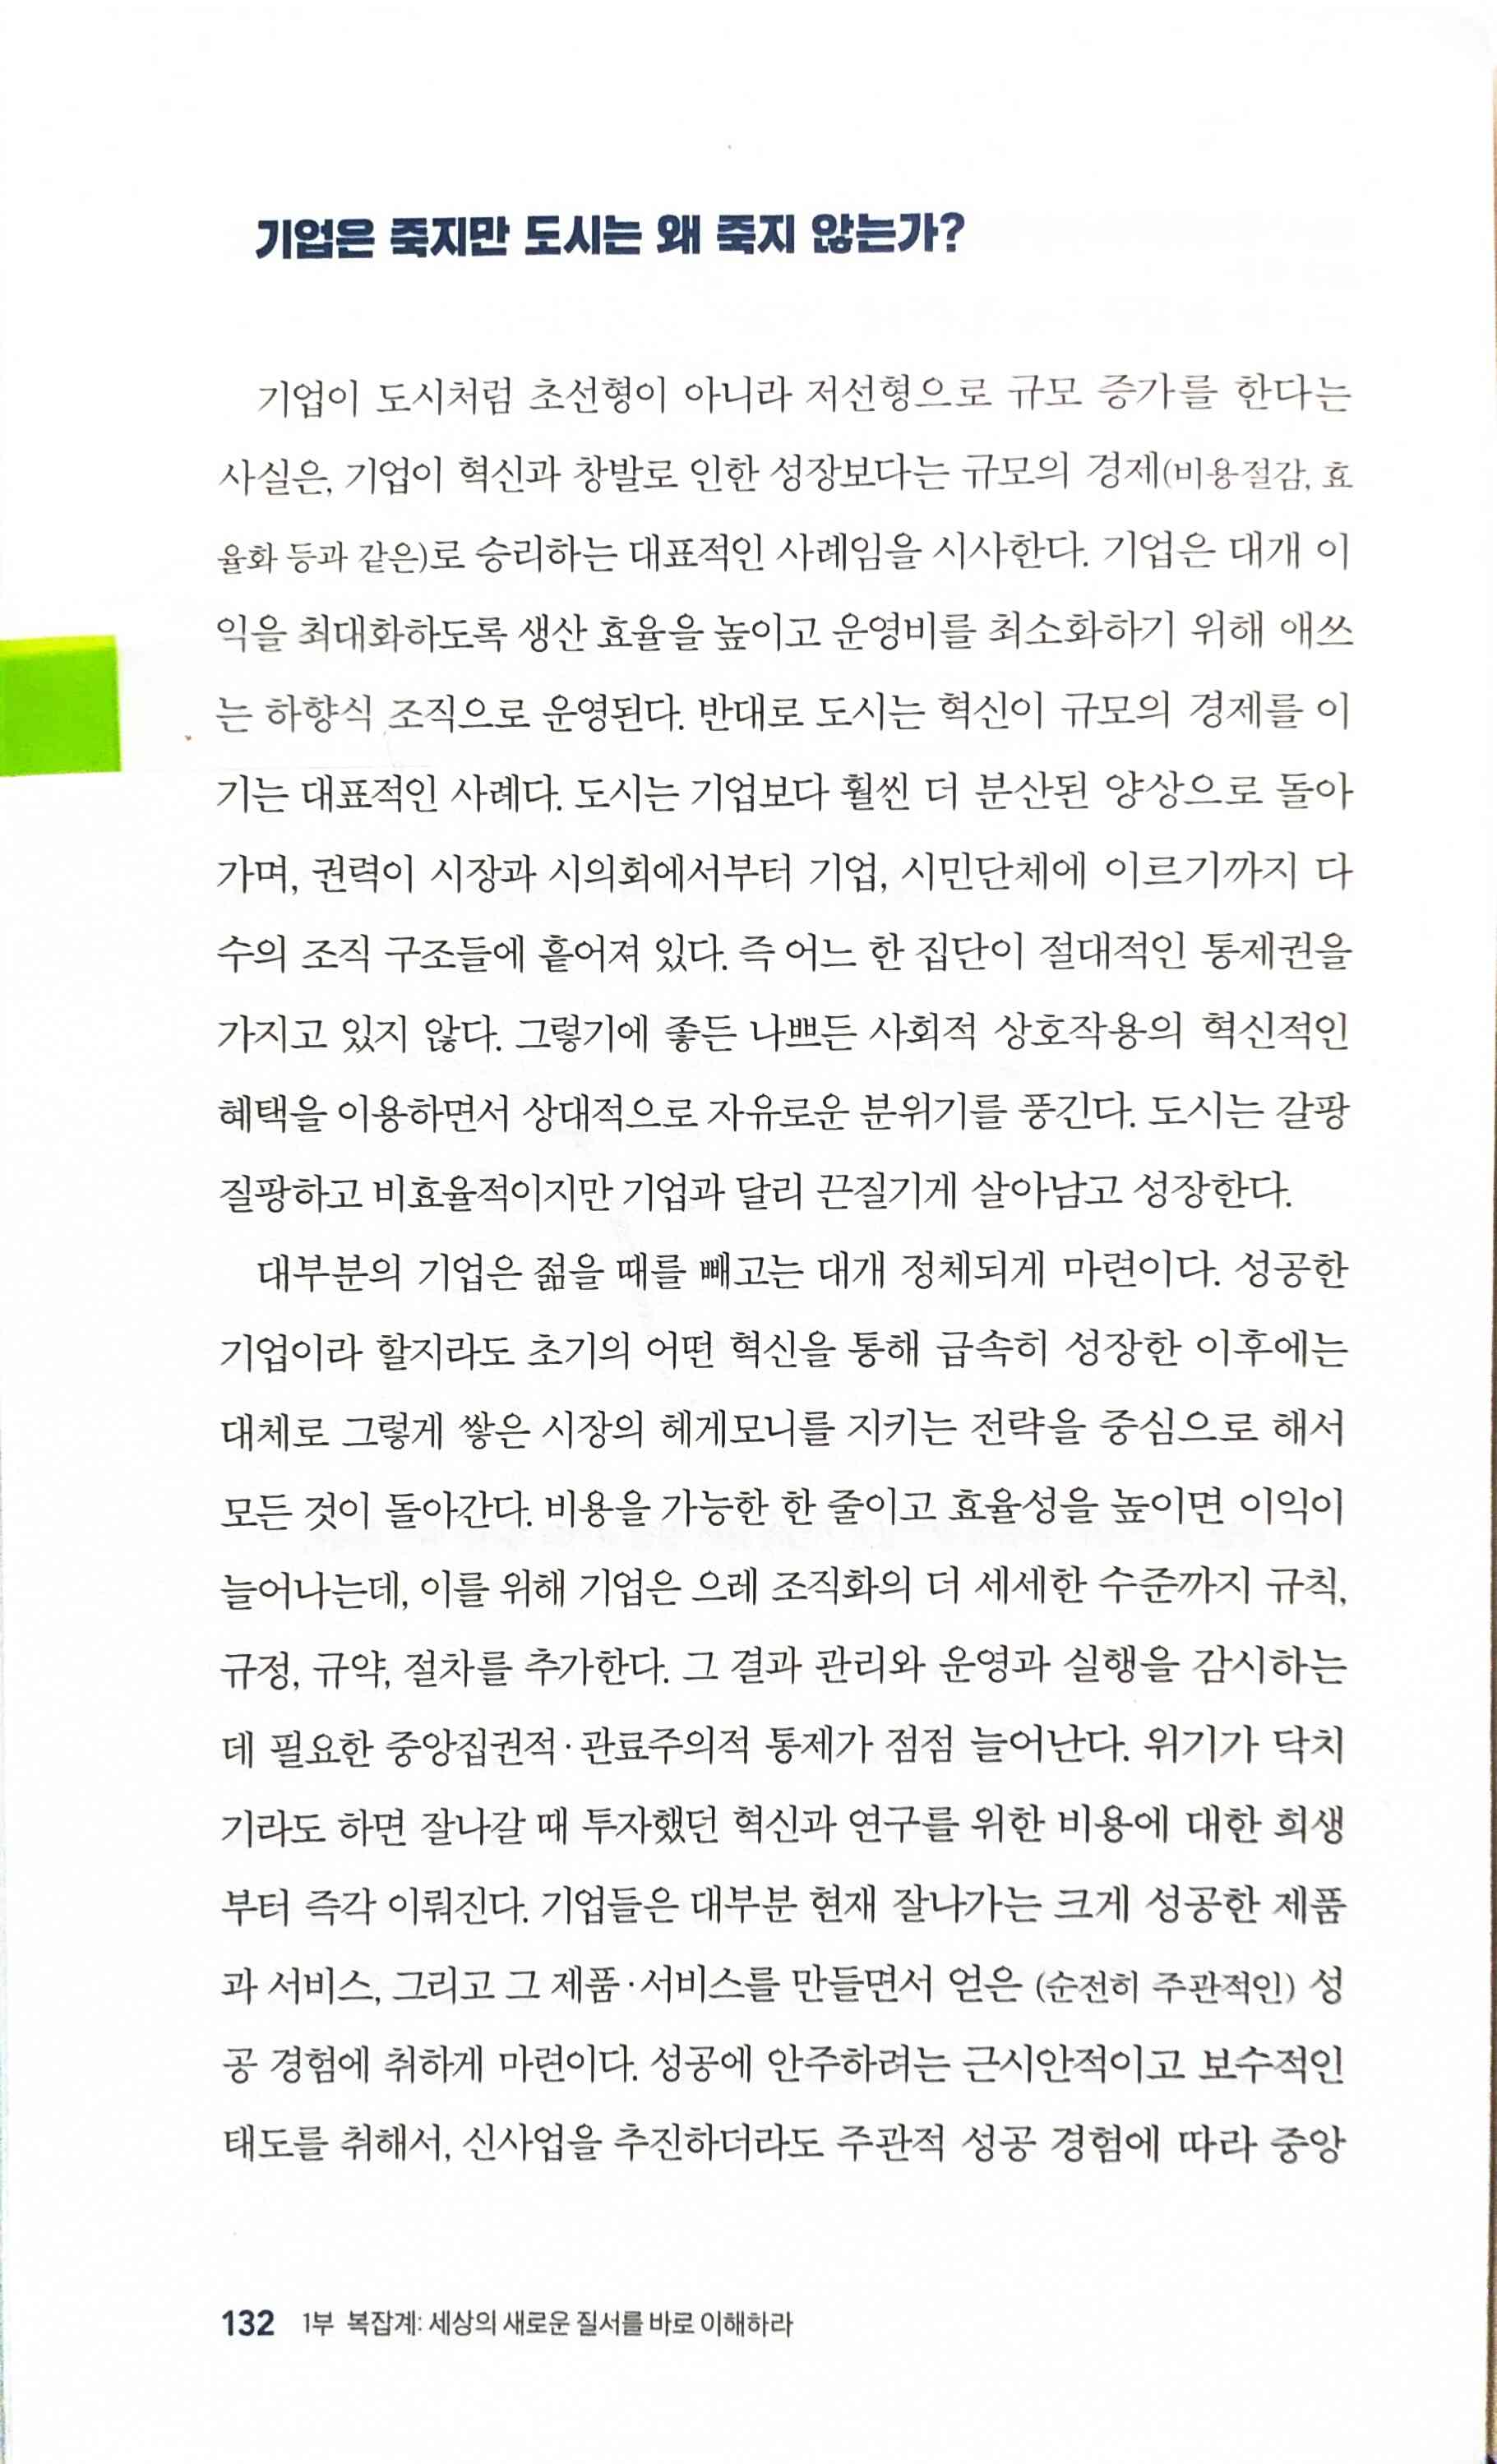 기업은 죽지만 도시는 왜 죽지 않는가?
기업이 도시처럼 초선형이 아니라 저선형으로 규모 증가를 한다는
사실은, 기업이 혁신과 창발로 인한 성장보다는 규모의 경제(비용절감, 효
율화 등과 같은)로 승리하는 대표적인 사례임을 시사한다. 기업은 대개 이
익을 최대화하도록 생산 효율을 높이고 운영비를 최소화하기 위해 애쓰
는 하향식 조직으로 운영된다. 반대로 도시는 혁신이 규모의 경제를 이
기는 대표적인 사례다. 도시는 기업보다 훨씬 더 분산된 양상으로 돌아
가며, 권력이 시장과 시의회에서부터 기업, 시민단체에 이르기까지 다
수의 조직 구조들에 흩어져 있다. 즉 어느 한 집단이 절대적인 통제권을
가지고 있지 않다. 그렇기에 좋든 나쁘든 사회적 상호작용의 혁신적인
혜택을 이용하면서 상대적으로 자유로운 분위기를 풍긴다. 도시는 갈팡
질팡하고 비효율적이지만 기업과 달리 끈질기게 살아남고 성장한다.
대부분의 기업은 젊을 때를 빼고는 대개 정체되게 마련이다. 성공한
기업이라 할지라도 초기의 어떤 혁신을 통해 급속히 성장한 이후에는
대체로 그렇게 쌓은 시장의 헤게모니를 지키는 전략을 중심으로 해서
모든 것이 돌아간다. 비용을 가능한 한 줄이고 효율성을 높이면 이익이
늘어나는데, 이를 위해 기업은 으레 조직화의 더 세세한 수준까지 규칙,
규정, 규약, 절차를 추가한다. 그 결과 관리와 운영과 실행을 감시하는
데 필요한 중앙집권적·관료주의적 통제가 점점 늘어난다. 위기가 닥치
기라도 하면 잘나갈 때 투자했던 혁신과 연구를 위한 비용에 대한 희생
부터 즉각 이뤄진다. 기업들은 대부분 현재 잘나가는 크게 성공한 제품
과 서비스, 그리고 그 제품·서비스를 만들면서 얻은 (순전히 주관적인) 성
공 경험에 취하게 마련이다. 성공에 안주하려는 근시안적이고 보수적인
태도를 취해서, 신사업을 추진하더라도 주관적 성공 경험에 따라 중앙
132 1부 복잡계: 세상의 새로운 질서를 바로 이해하라